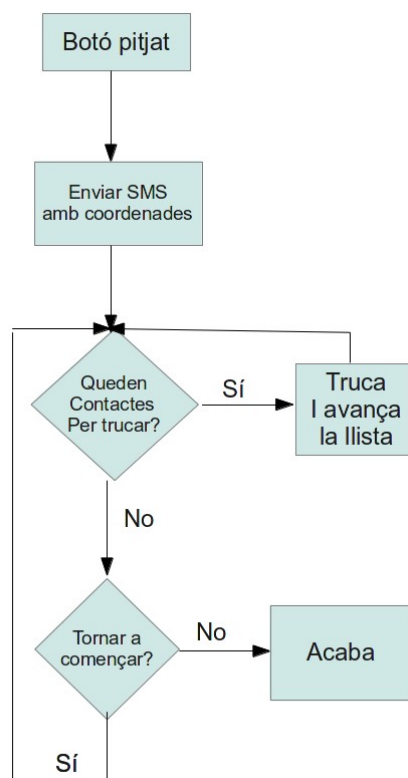 Botó pitjat
Enviar SMS
amb coordenades
Queden
Contactes
Per trucar?
Sí
Truca
I avança
la llista
No
Tornar a
començar?
No
Acaba
Sí